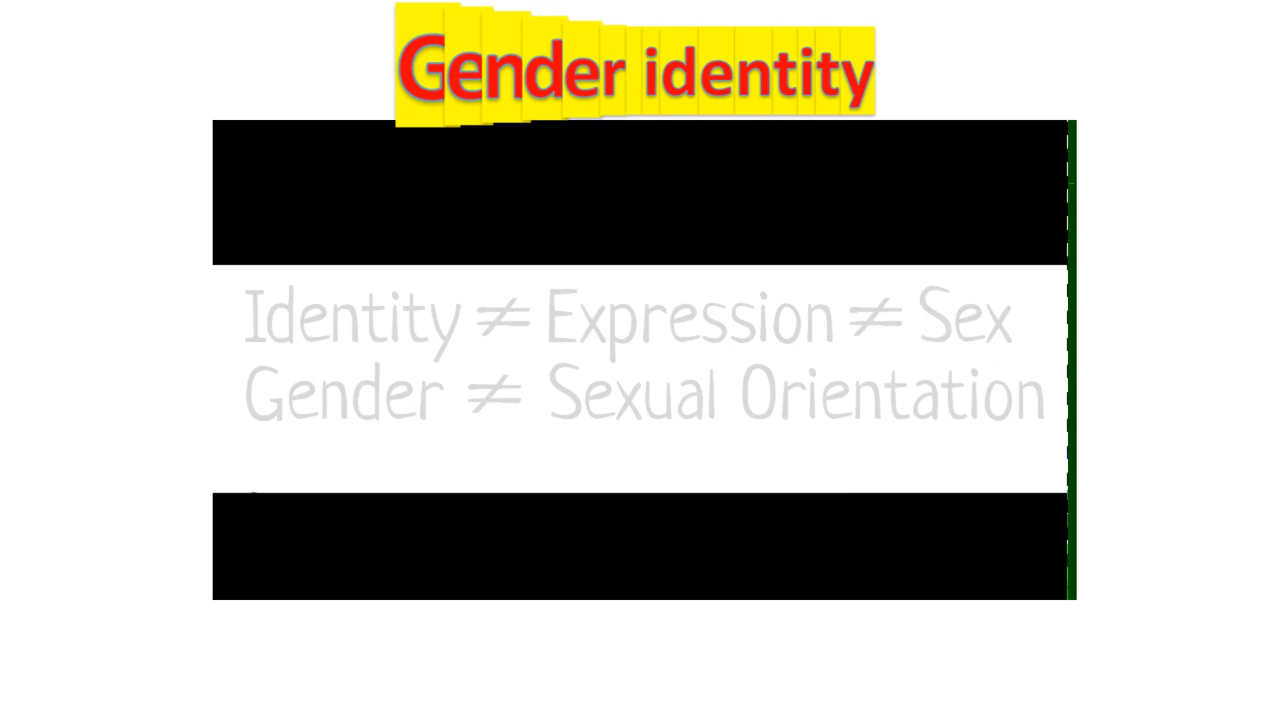 Gender identity
Identity ≠ Expression ≠ Sex
Gender ≠ Sexual Orientation